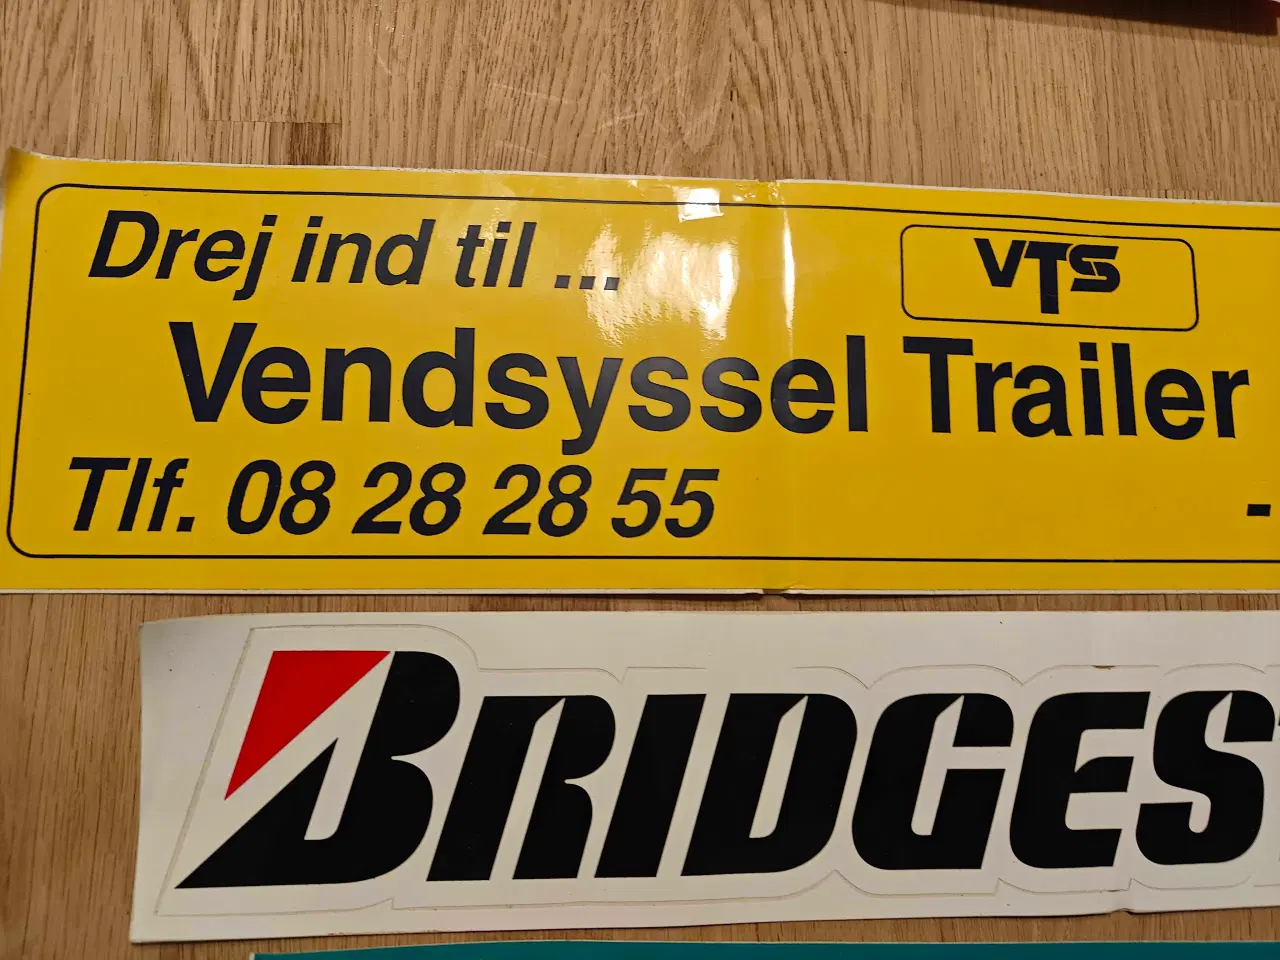 Drej ind til ...
VTS
Vendsyssel Trailer
Tlf. 08 28 28 55 -
BRIDGES